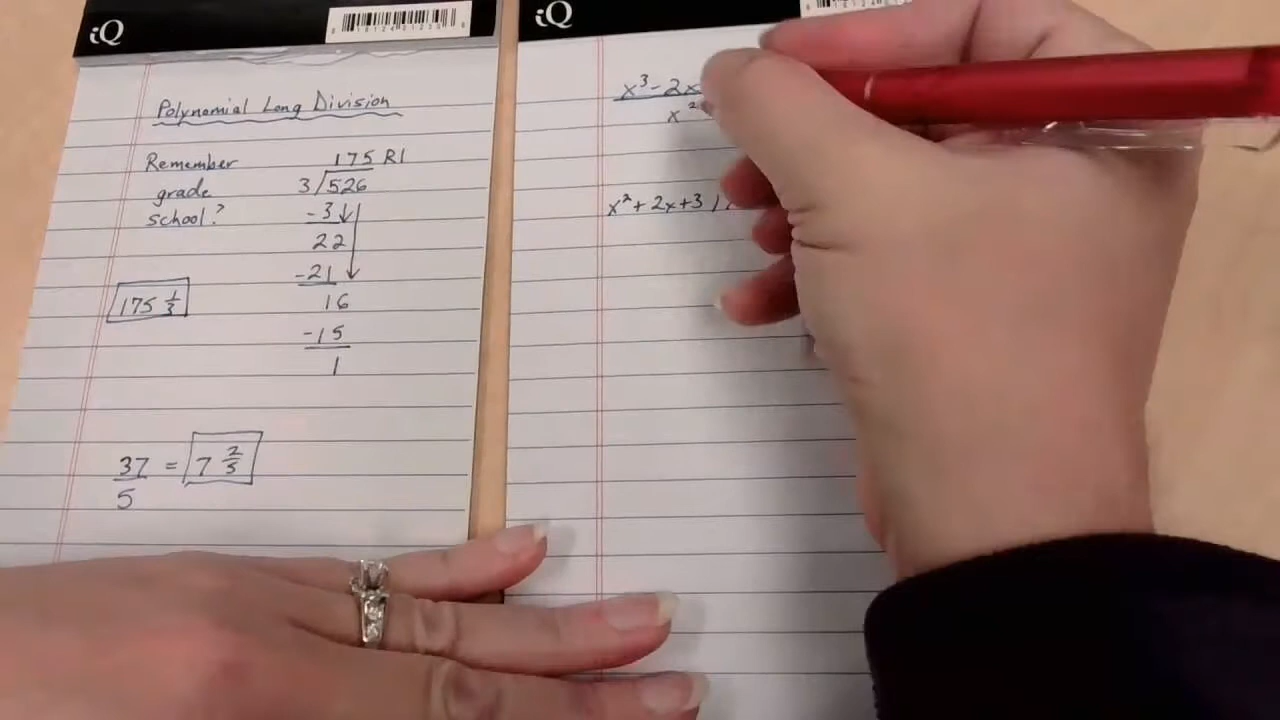 iQ
Polynomial Long Division
Remember
grade
school?
175 R1
3 ) 526
-3
22
-21
16
-15
1
175 1/3
37/5 = 7 2/5
iQ
x³ - 2x
x²
x² + 2x + 3